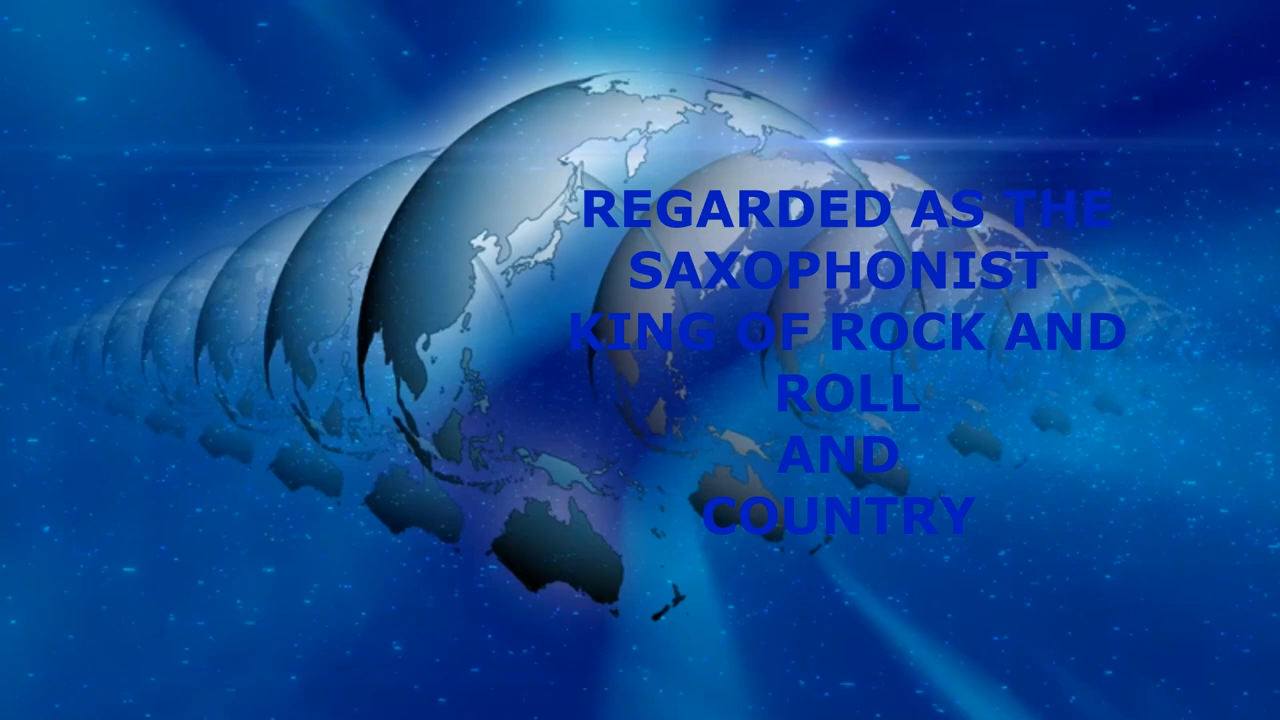 REGARDED AS THE
SAXOPHONIST
KING OF ROCK AND
ROLL
AND
COUNTRY